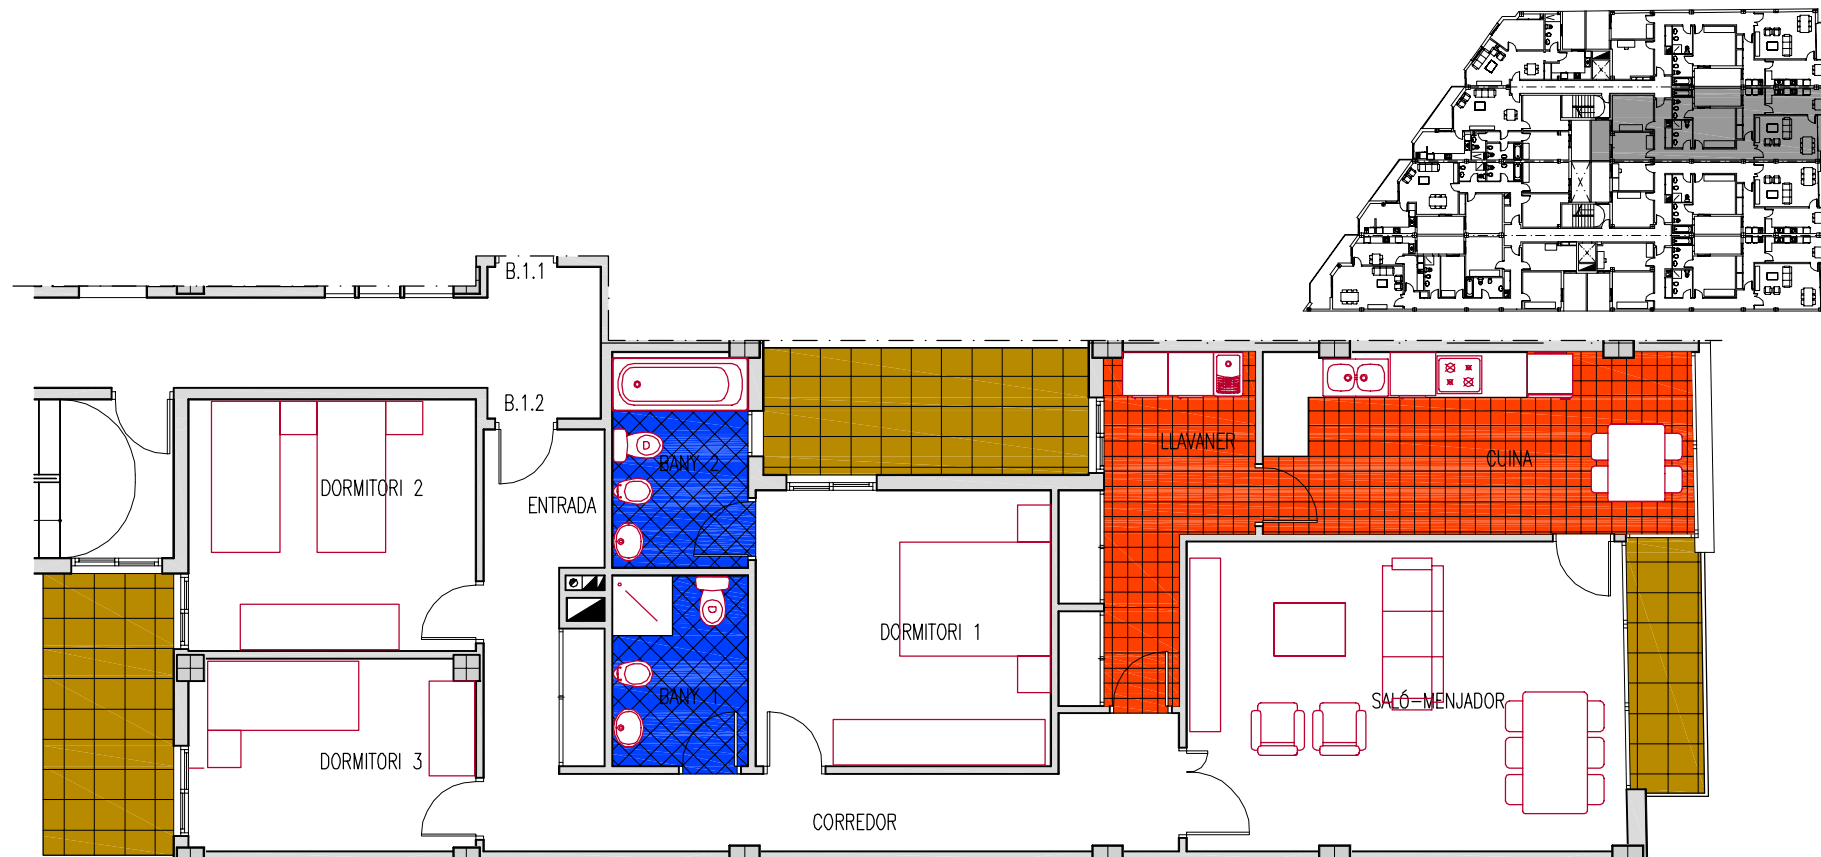 B.1.1
B.1.2
LLAVANER
BANY 2
CUINA
DORMITORI 2
ENTRADA
DORMITORI 1
BANY 1
SALÓ-MENJADOR
DORMITORI 3
CORREDOR